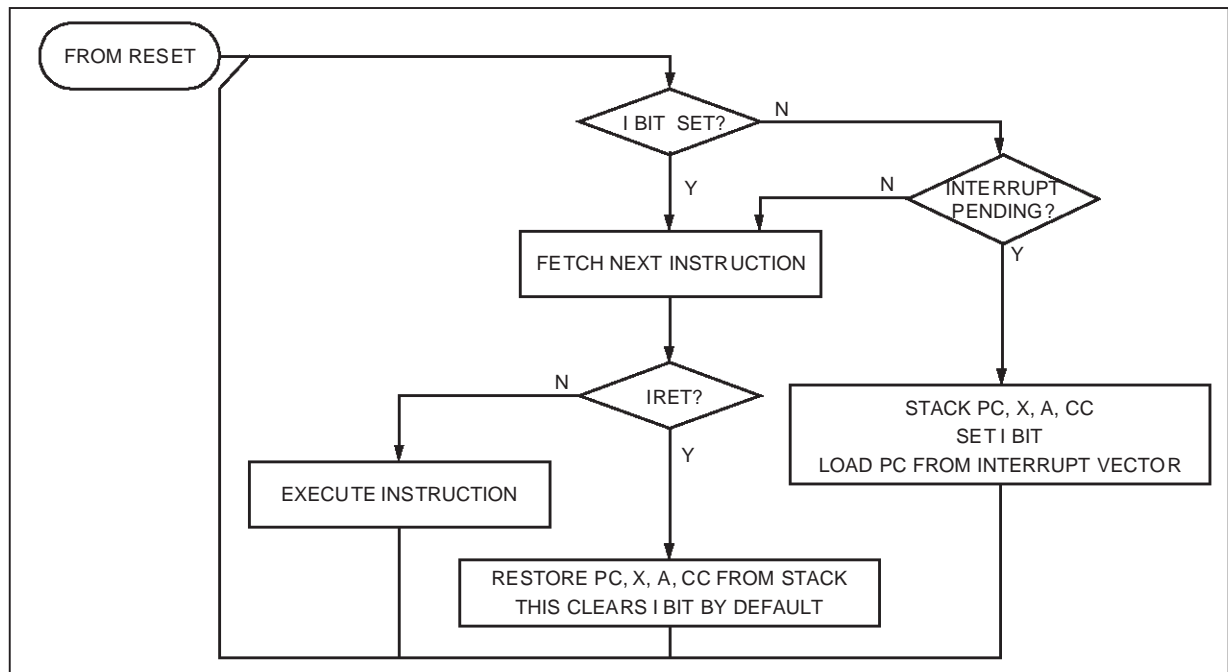 FROM RESET
I BIT SET?
N
Y
N
INTERRUPT
PENDING?
Y
FETCH NEXT INSTRUCTION
N
IRET?
Y
STACK PC, X, A, CC
SET I BIT
LOAD PC FROM INTERRUPT VECTOR
EXECUTE INSTRUCTION
RESTORE PC, X, A, CC FROM STACK
THIS CLEARS I BIT BY DEFAULT